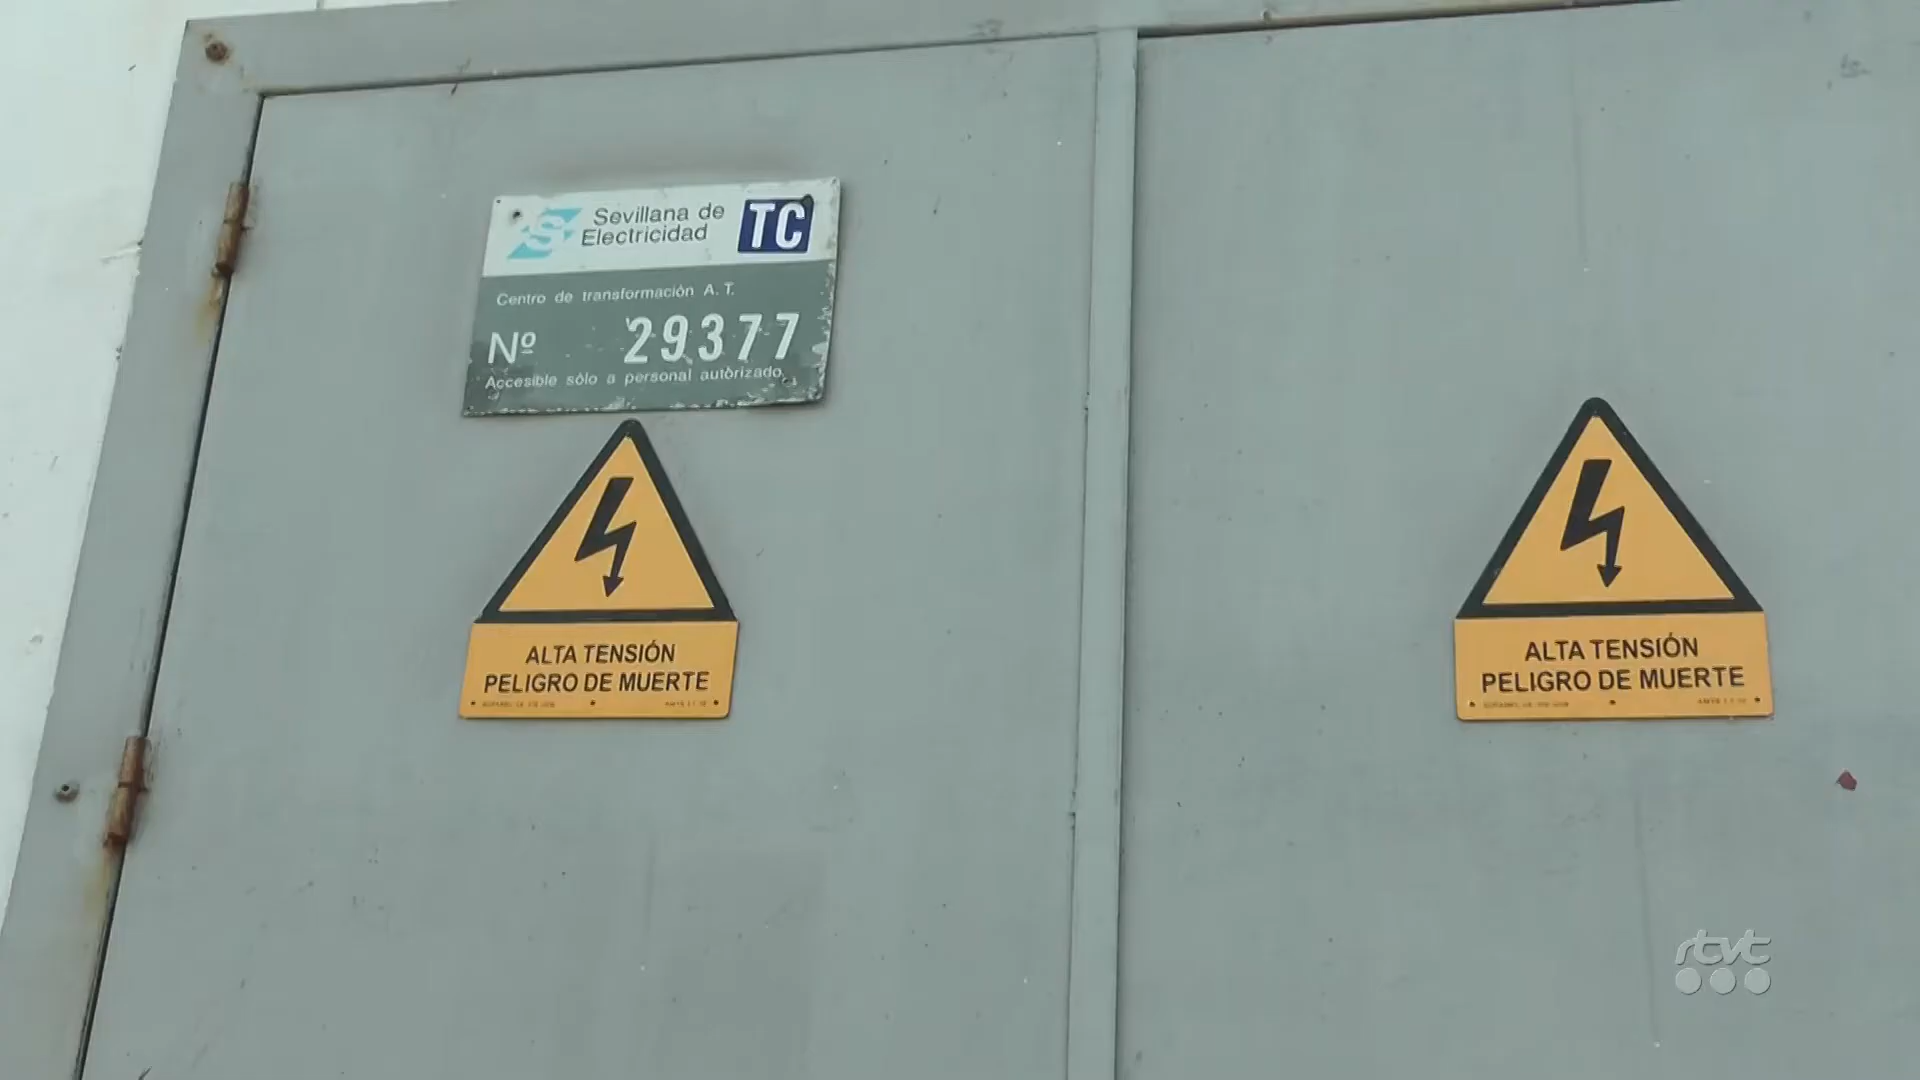 Sevillana de
Electricidad
TC
Centro de transformación A.T.
Nº 29377
Accesible sólo a personal autorizado
ALTA TENSIÓN
PELIGRO DE MUERTE
ALTA TENSIÓN
PELIGRO DE MUERTE
rtvt